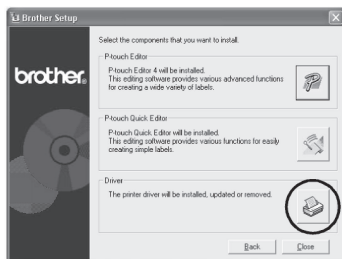 Brother Setup
Select the components that you want to install.
brother®
P-touch Editor
P-touch Editor 4 will be installed.
This editing software provides various advanced functions
for creating a wide variety of labels.
P-touch Quick Editor
P-touch Quick Editor will be installed.
This editing software provides various functions for easily
creating simple labels.
Driver
The printer driver will be installed, updated or removed.
Back
Close